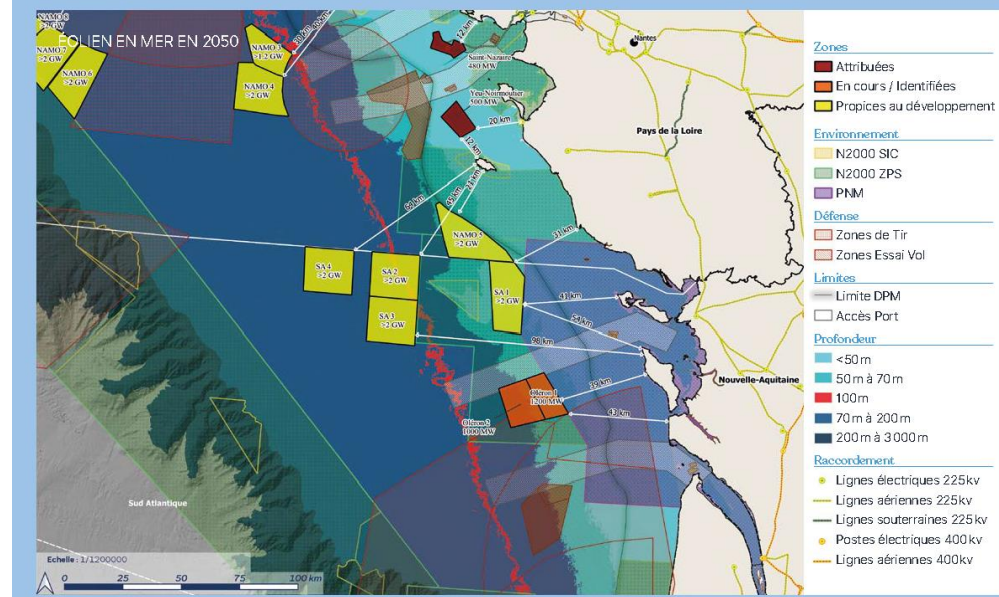 NAMO 8
>2 GW
EOLIEN EN MER EN 2050
NAMO 7
>2 GW
NAMO 6
>2 GW
NAMO 3
>1.2 GW
NAMO 4
>2 GW
12 km
Saint-Nazaire
480 MW
Nantes
Yeu Noirmoutier
500 MW
20 km
12 km
Pays de la Loire
45 km
NAMO 5
>2 GW
31 km
SA 4
>2 GW
SA 2
>2 GW
SA 1
>2 GW
SA 3
>2 GW
41 km
54 km
98 km
Nouvelle-Aquitaine
39 km
Oléron 1
1200 MW
43 km
Oléron 2
1000 MW
Sud Atlantique
Echelle : 1/1200000
0 25 50 75 100 km
Zones
Attribuées
En cours / Identifiées
Propices au développement
Environnement
N2000 SIC
N2000 ZPS
PNM
Défense
Zones de Tir
Zones Essai Vol
Limites
Limite DPM
Accès Port
Profondeur
<50 m
50 m à 70 m
100 m
70 m à 200 m
200 m à 3 000 m
Raccordement
Lignes électriques 225kv
Lignes aériennes 225kv
Lignes souterraines 225kv
Postes électriques 400kv
Lignes aériennes 400kv